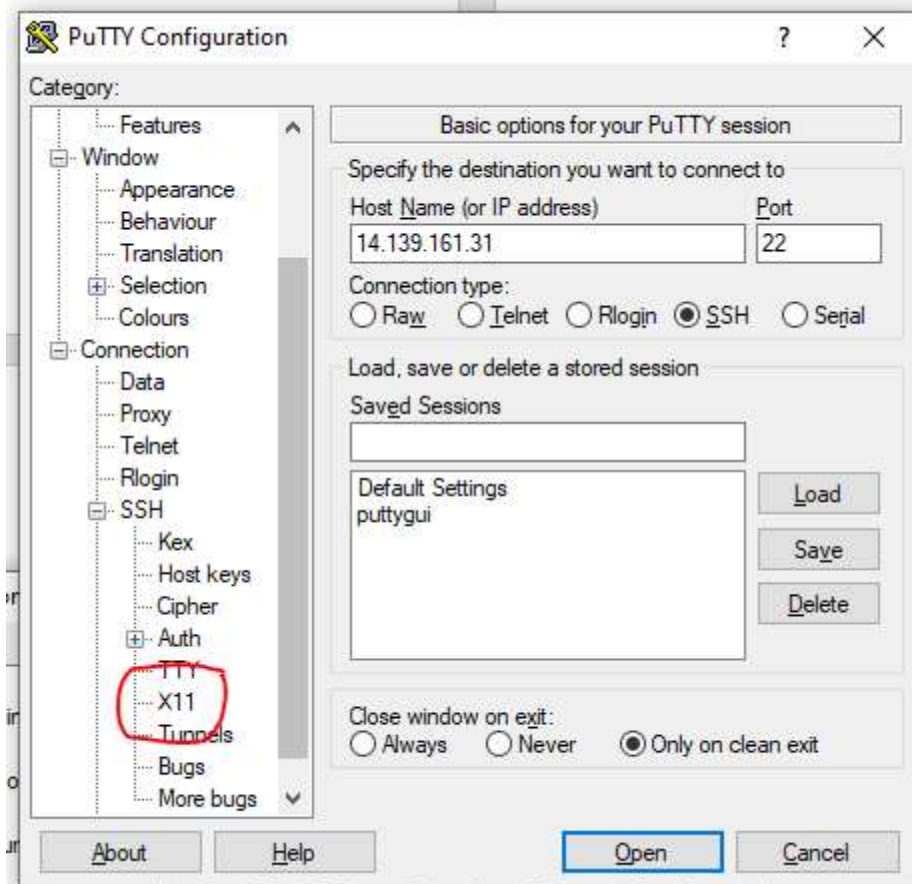 PuTTY Configuration
?
Category:
Features
Window
Appearance
Behaviour
Translation
Selection
Colours
Connection
Data
Proxy
Telnet
Rlogin
SSH
Kex
Host keys
Cipher
Auth
TTY
X11
Tunnels
Bugs
More bugs
Basic options for your PuTTY session
Specify the destination you want to connect to
Host Name (or IP address) Port
14.139.161.31 22
Connection type:
Raw Telnet Rlogin SSH Serial
Load, save or delete a stored session
Saved Sessions
Default Settings
puttygui
Load
Save
Delete
Close window on exit:
Always Never Only on clean exit
About Help Open Cancel